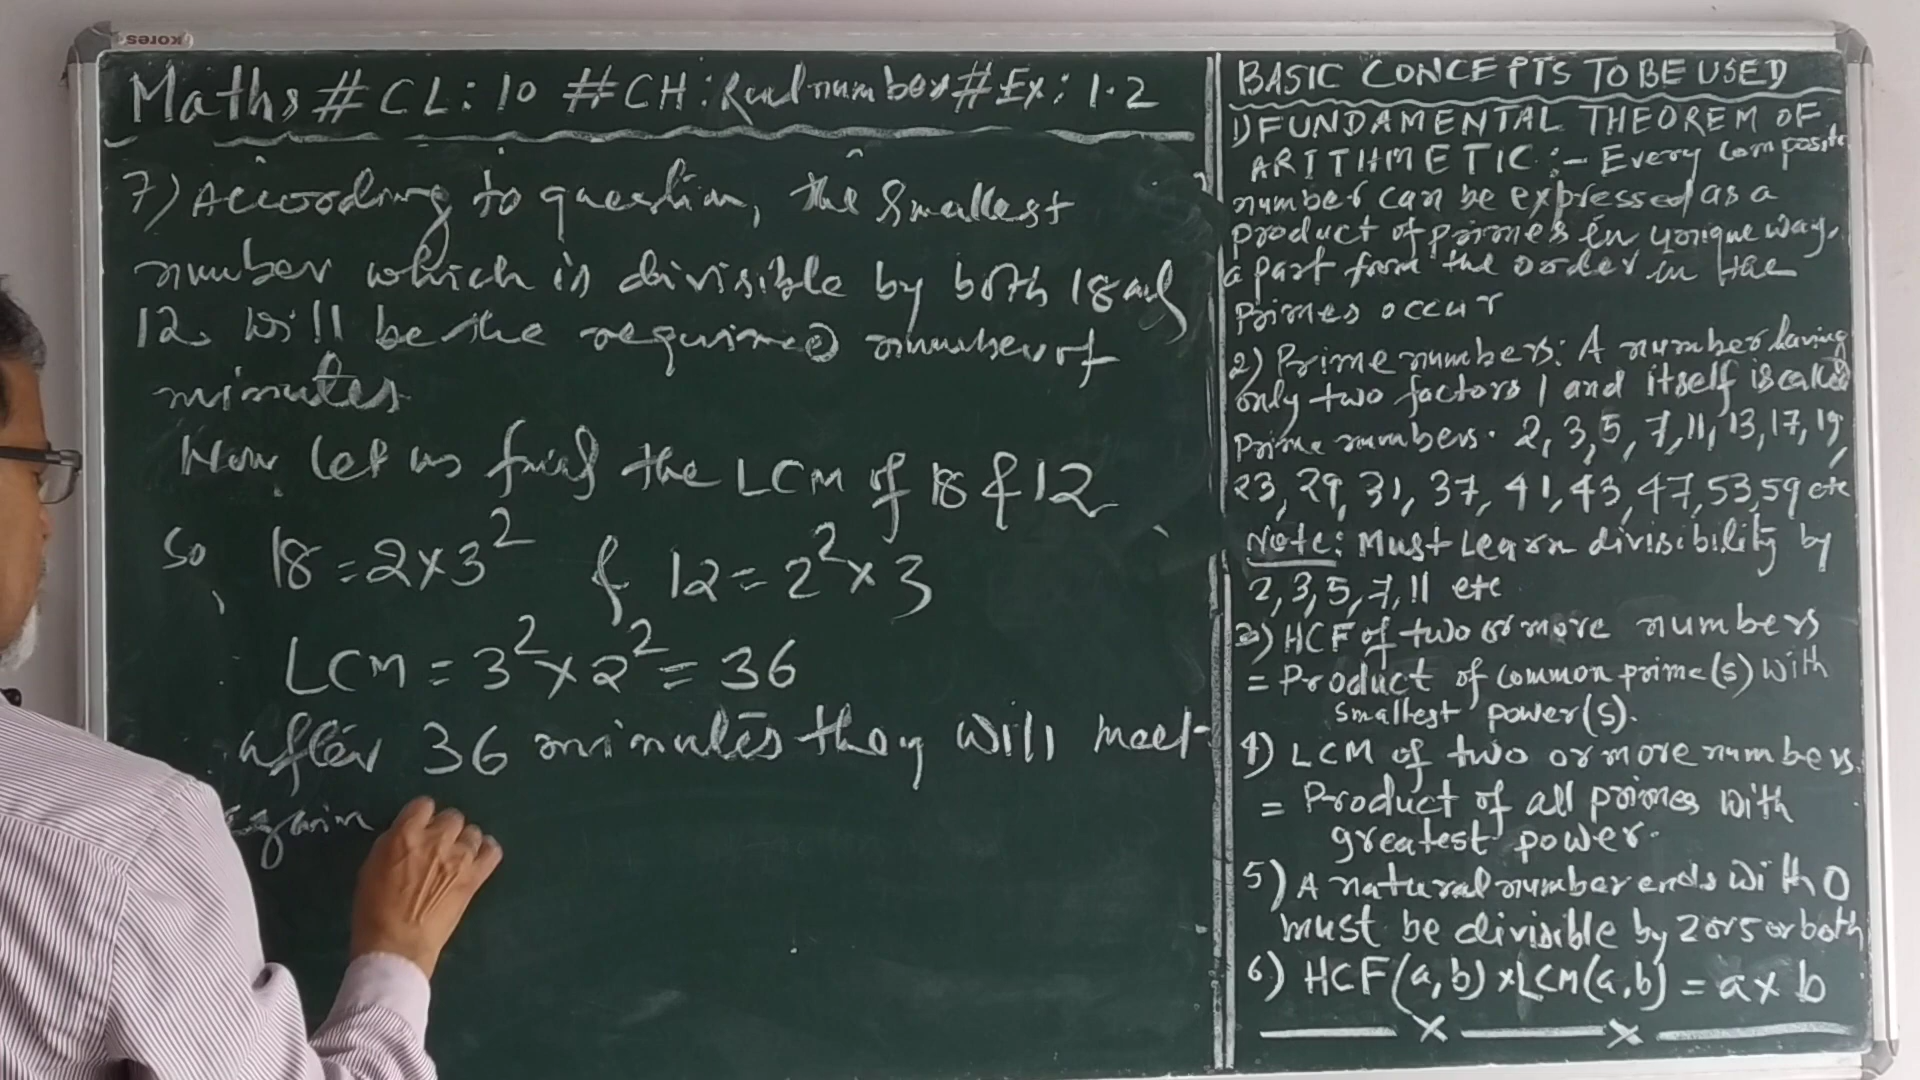 kores
Maths # CL: 10 # CH: Real number # Ex: 1.2
7) According to question, the smallest
number which is divisible by both 18 and
12 will be the required number of
minutes
Now let us find the LCM of 18 & 12
So, 18 = 2 × 3² & 12 = 2² × 3
LCM = 3² × 2² = 36
after 36 minutes they will meet
again
BASIC CONCEPTS TO BE USED
1) FUNDAMENTAL THEOREM OF
ARITHMETIC :- Every composite
number can be expressed as a
product of primes in unique way,
a part from the order in the
primes occur
2) Prime numbers: A number having
only two factors 1 and itself is called
prime numbers. 2, 3, 5, 7, 11, 13, 17, 19,
23, 29, 31, 37, 41, 43, 47, 53, 59 etc
Note: Must Learn divisibility by
2, 3, 5, 7, 11 etc
3) HCF of two or more numbers
= Product of common prime(s) with
smallest power(s).
4) LCM of two or more numbers.
= Product of all primes with
greatest power.
5) A natural number ends with 0
must be divisible by 2 or 5 or both
6) HCF(a, b) × LCM(a, b) = a × b